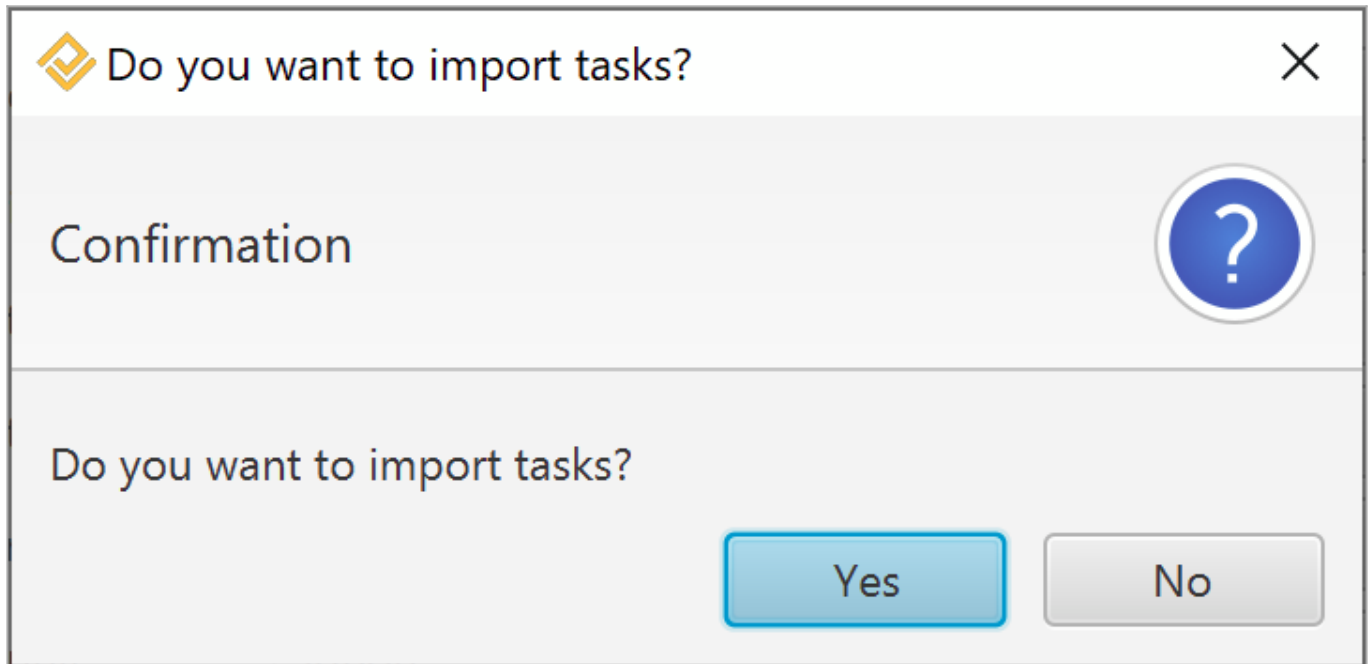 Do you want to import tasks?
Confirmation
?
Do you want to import tasks?
Yes No